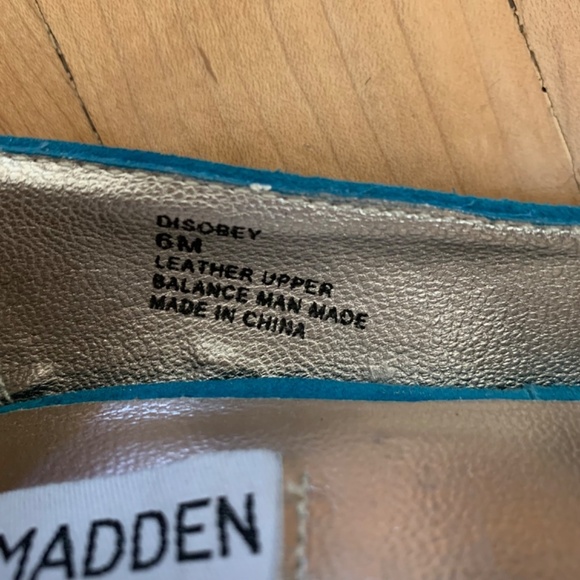 DISOBEY
6M
LEATHER UPPER
BALANCE MAN MADE
MADE IN CHINA
MADDEN